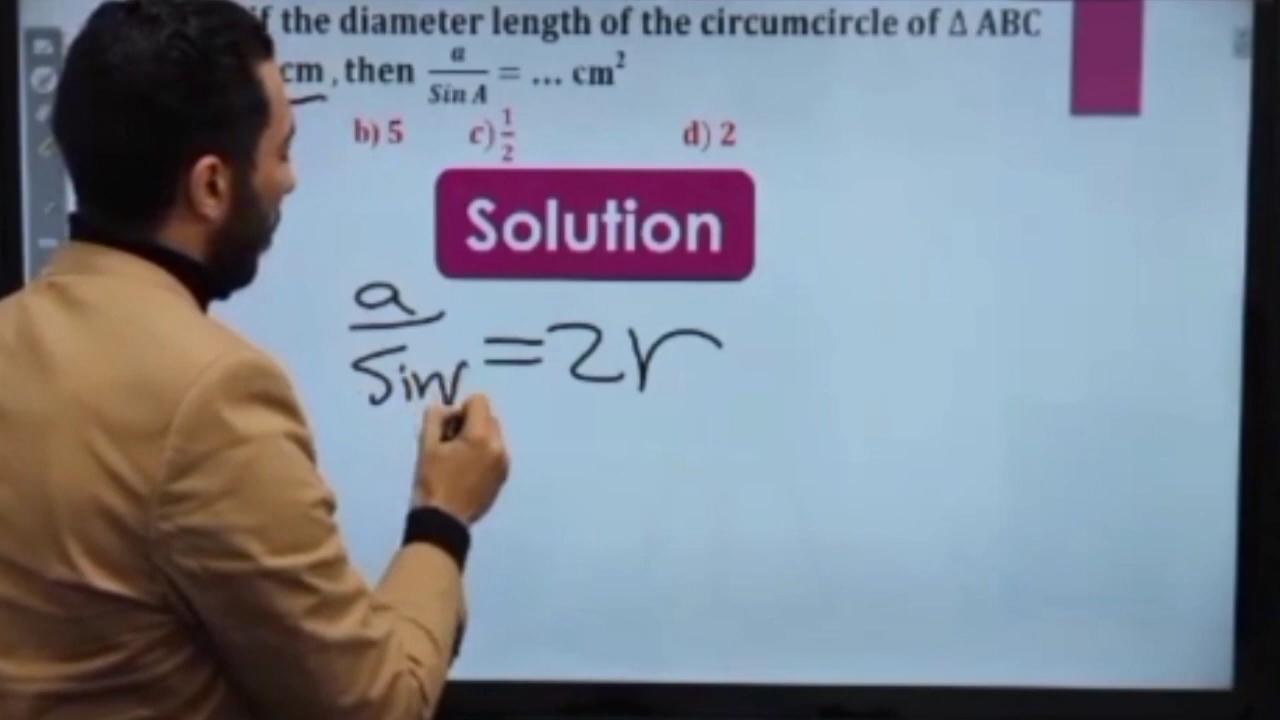 if the diameter length of the circumcircle of Δ ABC
cm , then a/Sin A = ... cm²
b) 5 c) 1/2 d) 2
Solution
a/Sin = 2r